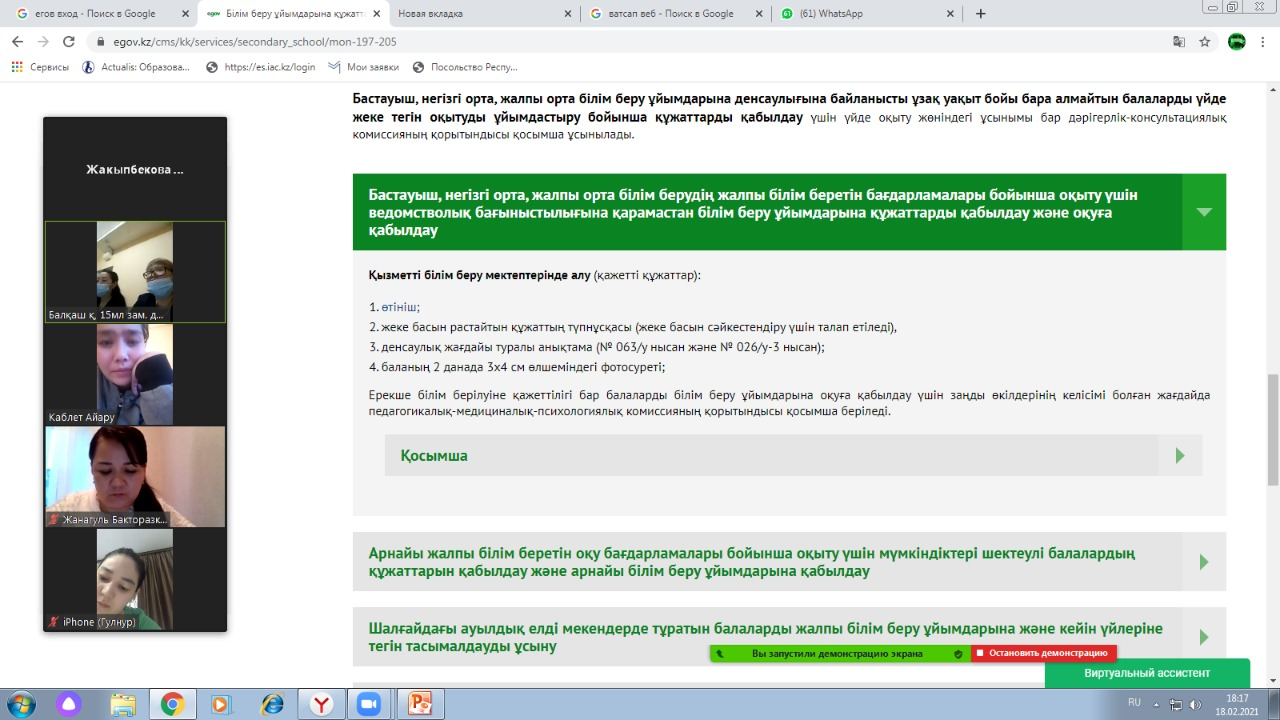 егов вход - Поиск в Google
Білім беру ұйымдарына құжатт
Новая вкладка
ватсап веб - Поиск в Google
(61) WhatsApp
egov.kz/cms/kk/services/secondary_school/mon-197-205
Сервисы
Actualis: Образова...
https://es.iac.kz/login
Мои заявки
Посольство Респу...
Бастауыш, негізгі орта, жалпы орта білім беру ұйымдарына денсаулығына байланысты ұзақ уақыт бойы бара алмайтын балаларды үйде
жеке тегін оқытуды ұйымдастыру бойынша құжаттарды қабылдау үшін үйде оқыту жөніндегі ұсынымы бар дәрігерлік-консультациялық
комиссияның қорытындысы қосымша ұсынылады.
Жакыпбекова ...
Балқаш қ, 15мл зам. д...
Каблет Айару
Жанагуль Бакторазк...
iPhone (Гулнур)
Бастауыш, негізгі орта, жалпы орта білім берудің жалпы білім беретін бағдарламалары бойынша оқыту үшін
ведомстволық бағыныстылығына қарамастан білім беру ұйымдарына құжаттарды қабылдау және оқуға
қабылдау
Қызметті білім беру мектептерінде алу (қажетті құжаттар):
1. өтініш;
2. жеке басын растайтын құжаттың түпнұсқасы (жеке басын сәйкестендіру үшін талап етіледі),
3. денсаулық жағдайы туралы анықтама (№ 063/у нысан және № 026/у-3 нысан);
4. баланың 2 данада 3х4 см өлшеміндегі фотосуреті;
Ерекше білім берілуіне қажеттілігі бар балаларды білім беру ұйымдарына оқуға қабылдау үшін заңды өкілдерінің келісімі болған жағдайда
педагогикалық-медициналық-психологиялық комиссияның қорытындысы қосымша беріледі.
Қосымша
Арнайы жалпы білім беретін оқу бағдарламалары бойынша оқыту үшін мүмкіндіктері шектеулі балалардың
құжаттарын қабылдау және арнайы білім беру ұйымдарына қабылдау
Шалғайдағы ауылдық елді мекендерде тұратын балаларды жалпы білім беру ұйымдарына және кейін үйлеріне
тегін тасымалдауды ұсыну
Вы запустили демонстрацию экрана
Остановить демонстрацию
Виртуальный ассистент
RU
18:17
18.02.2021